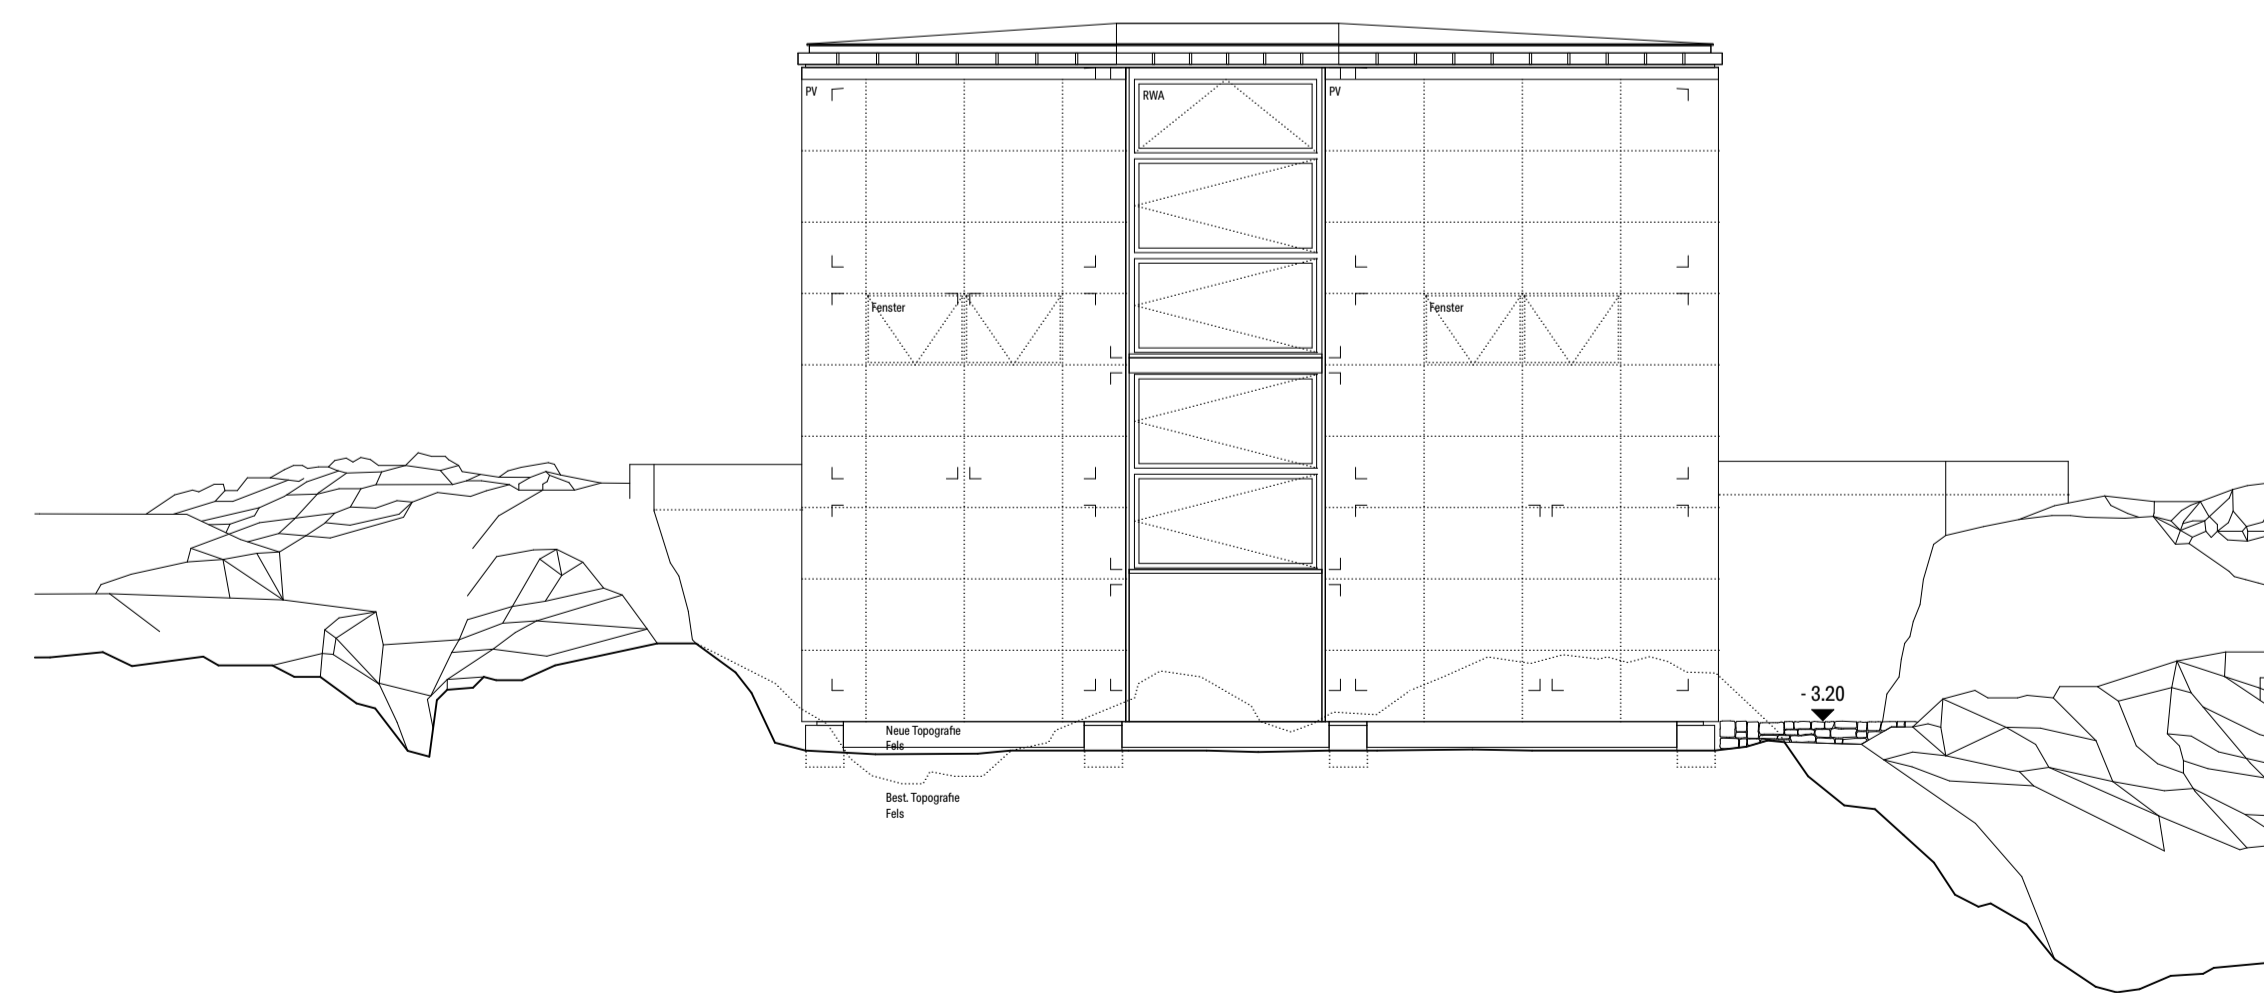 PV
RWA
PV
Fenster
Fenster
- 3.20
Neue Topografie
Fels
Best. Topografie
Fels